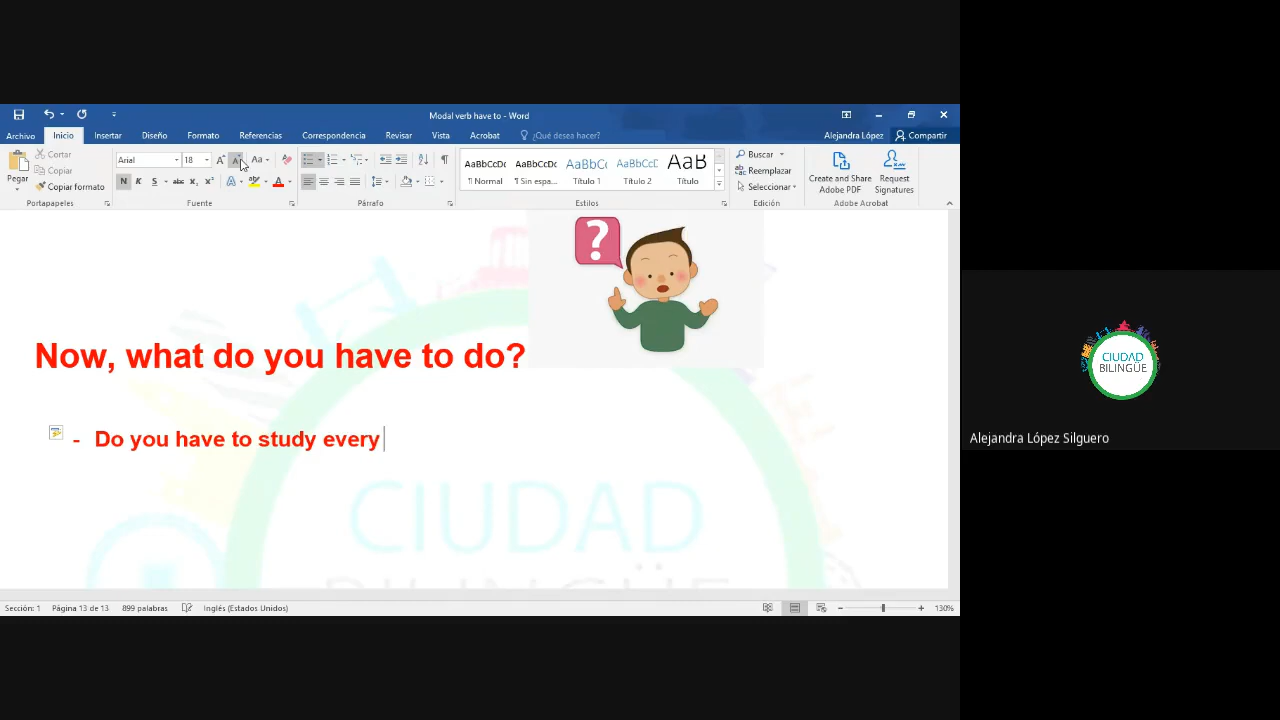 Modal verb have to - Word
Archivo Inicio Insertar Diseño Formato Referencias Correspondencia Revisar Vista Acrobat ¿Qué desea hacer? Alejandra López Compartir
Pegar
Cortar
Copiar
Copiar formato
Portapapeles
Arial 18
Fuente
Párrafo
AaBbCcDc AaBbCcDc AaBbCc AaBbCcD AaB
¶ Normal ¶ Sin espa... Título 1 Título 2 Título
Estilos
Buscar
Reemplazar
Seleccionar
Edición
Create and Share Adobe PDF
Request Signatures
Adobe Acrobat
?
Now, what do you have to do?
- Do you have to study every
CIUDAD
BILINGÜE
Sección: 1 Página 13 de 13 899 palabras Inglés (Estados Unidos) 130%
CIUDAD
BILINGÜE
Alejandra López Silguero